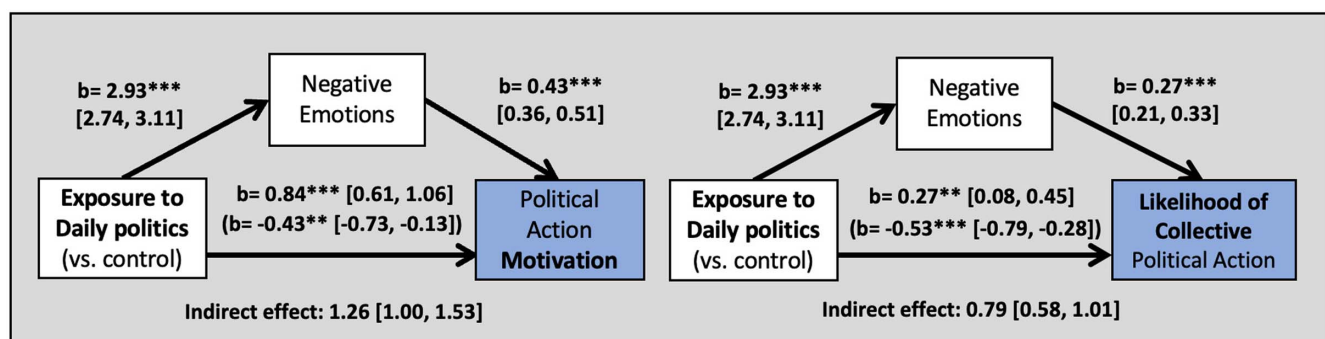 b= 2.93***
[2.74, 3.11]
Negative
Emotions
b= 0.43***
[0.36, 0.51]
Exposure to
Daily politics
(vs. control)
b= 0.84*** [0.61, 1.06]
(b= -0.43** [-0.73, -0.13])
Political
Action
Motivation
Indirect effect: 1.26 [1.00, 1.53]
b= 2.93***
[2.74, 3.11]
Negative
Emotions
b= 0.27***
[0.21, 0.33]
Exposure to
Daily politics
(vs. control)
b= 0.27** [0.08, 0.45]
(b= -0.53*** [-0.79, -0.28])
Likelihood of
Collective
Political Action
Indirect effect: 0.79 [0.58, 1.01]